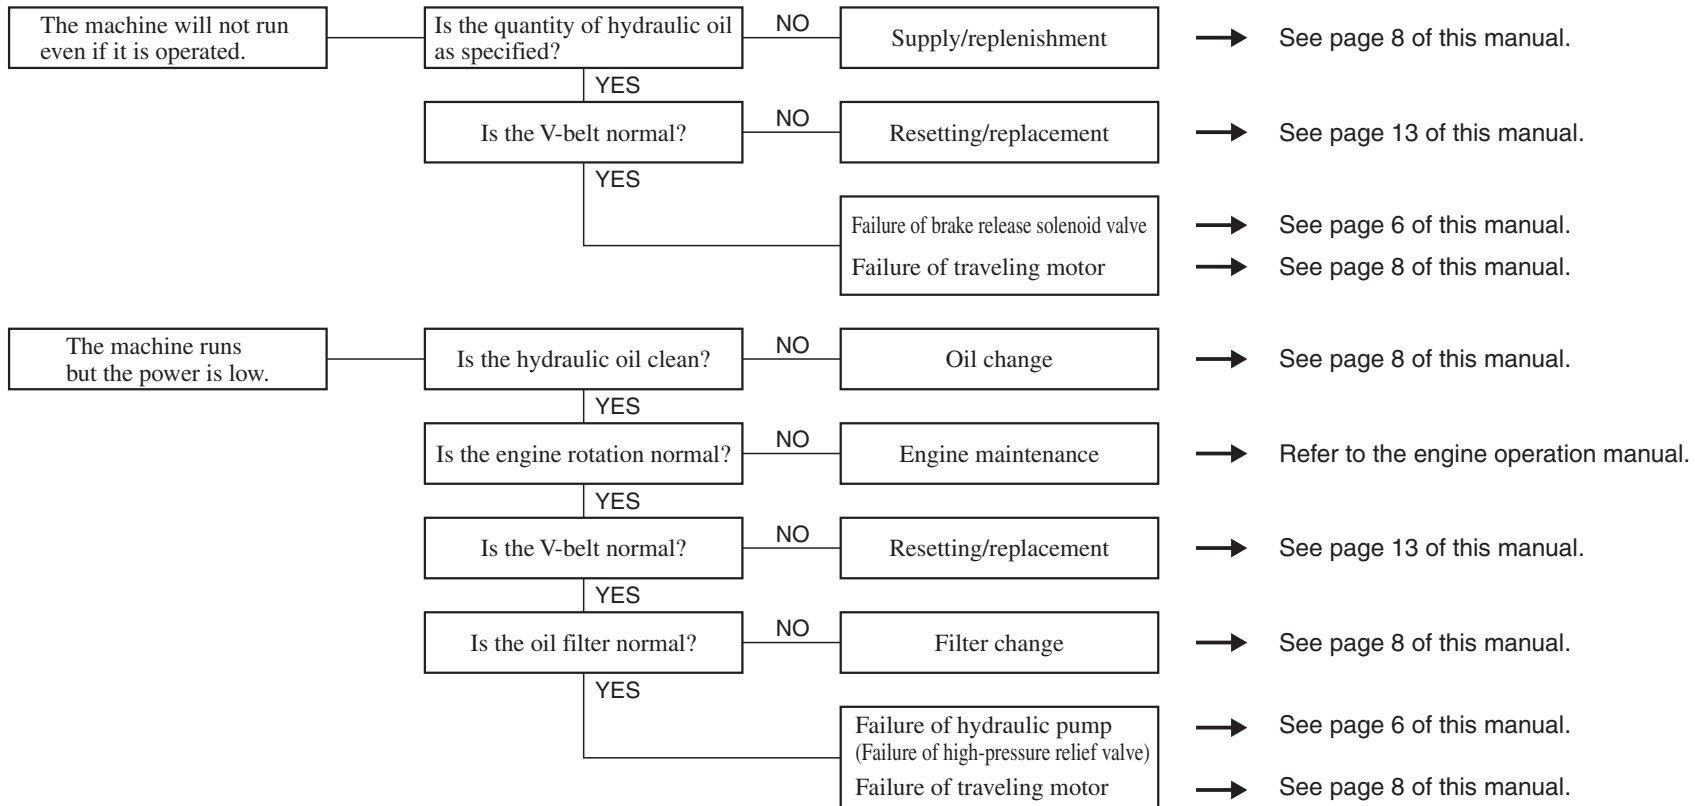 The machine will not run
even if it is operated.
Is the quantity of hydraulic oil
as specified?
NO
Supply/replenishment
See page 8 of this manual.
YES
Is the V-belt normal?
NO
Resetting/replacement
See page 13 of this manual.
YES
Failure of brake release solenoid valve
See page 6 of this manual.
Failure of traveling motor
See page 8 of this manual.
The machine runs
but the power is low.
Is the hydraulic oil clean?
NO
Oil change
See page 8 of this manual.
YES
Is the engine rotation normal?
NO
Engine maintenance
Refer to the engine operation manual.
YES
Is the V-belt normal?
NO
Resetting/replacement
See page 13 of this manual.
YES
Is the oil filter normal?
NO
Filter change
See page 8 of this manual.
YES
Failure of hydraulic pump
(Failure of high-pressure relief valve)
See page 6 of this manual.
Failure of traveling motor
See page 8 of this manual.